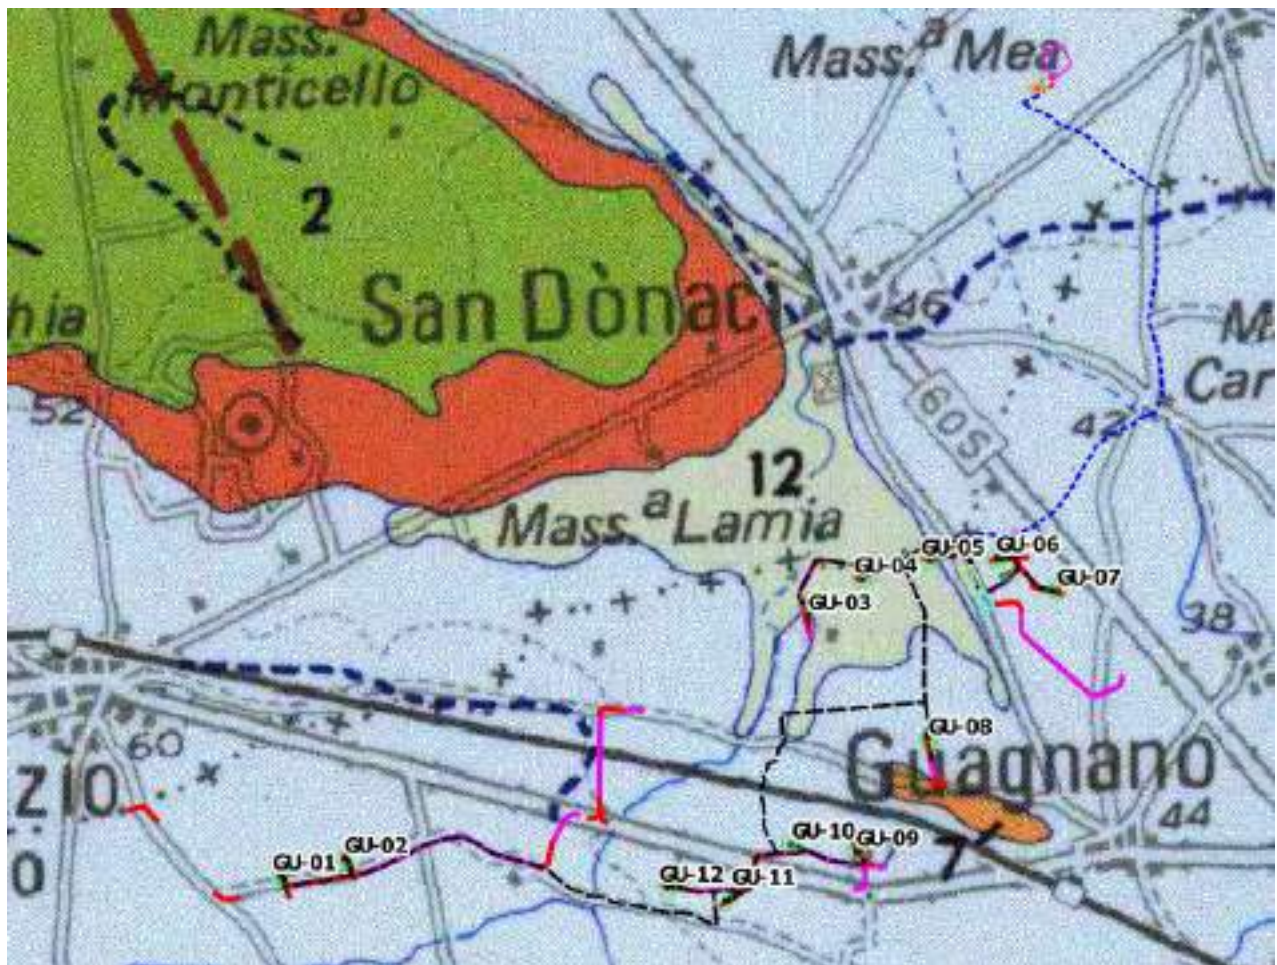 Mass.
Mass.ª Mea
Monticello
2
San Dònaci
46
hia
52
M
Car
60S
42
12
Mass.ª Lamia
GU-05
GU-06
GU-04
GU-07
GU-03
38
60
GU-08
Guagnano
ZIO
44
GU-02
GU-10
GU-09
GU-01
O
GU-12
GU-11